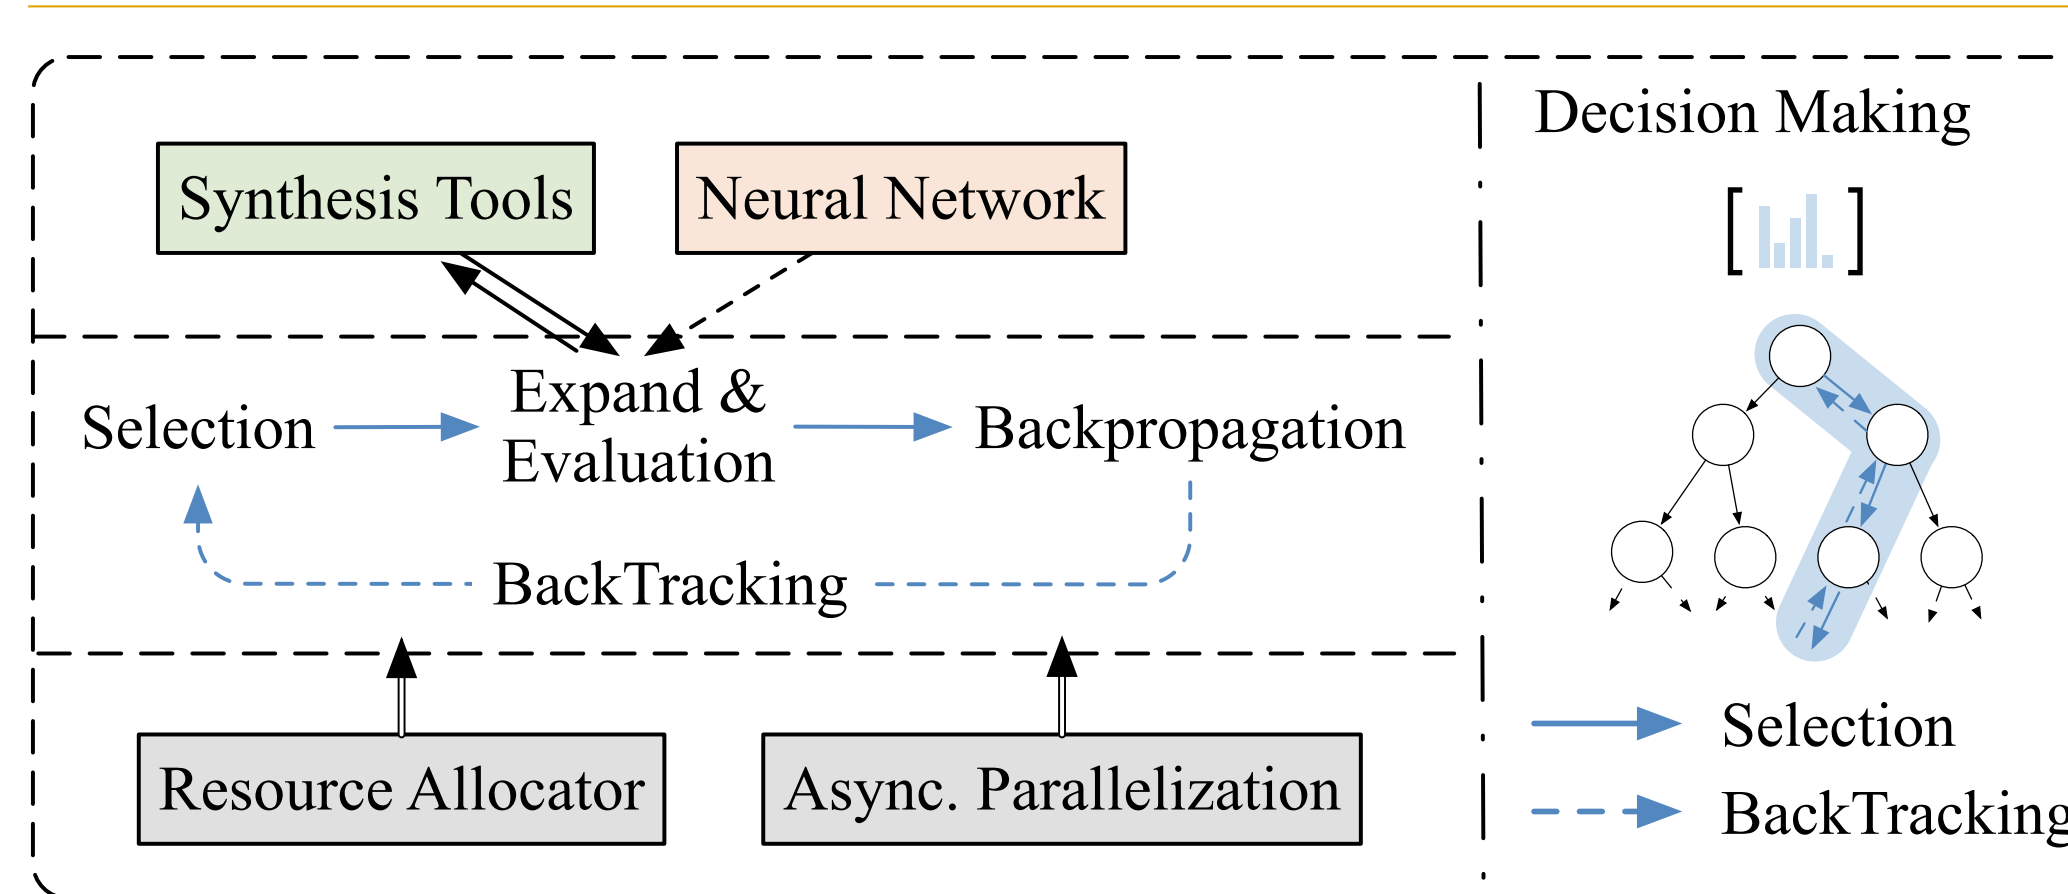 Decision Making
Synthesis Tools
Neural Network
Selection
Expand &
Evaluation
Backpropagation
BackTracking
Resource Allocator
Async. Parallelization
Selection
BackTracking